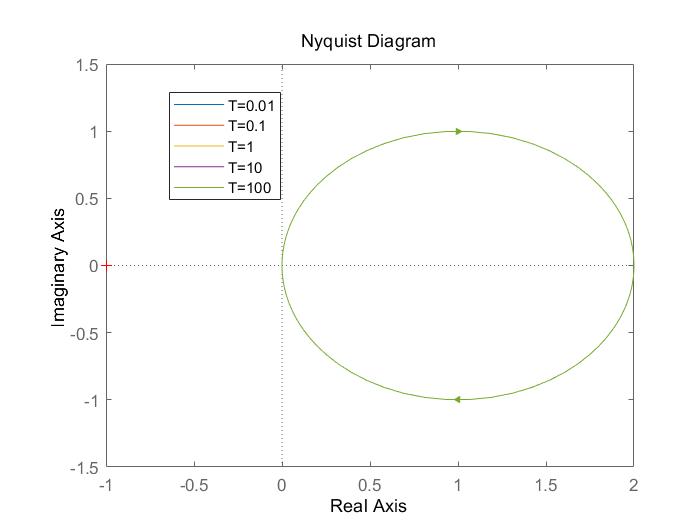 Nyquist Diagram
1.5
1
0.5
0
-0.5
-1
-1.5
Imaginary Axis
T=0.01
T=0.1
T=1
T=10
T=100
-1 -0.5 0 0.5 1 1.5 2
Real Axis